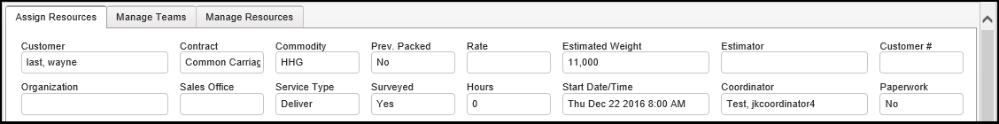 Assign Resources Manage Teams Manage Resources
Customer Contract Commodity Prev. Packed Rate Estimated Weight Estimator Customer #
last, wayne Common Carriag HHG No 11,000
Organization Sales Office Service Type Surveyed Hours Start Date/Time Coordinator Paperwork
Deliver Yes 0 Thu Dec 22 2016 8:00 AM Test, jkcoordinator4 No